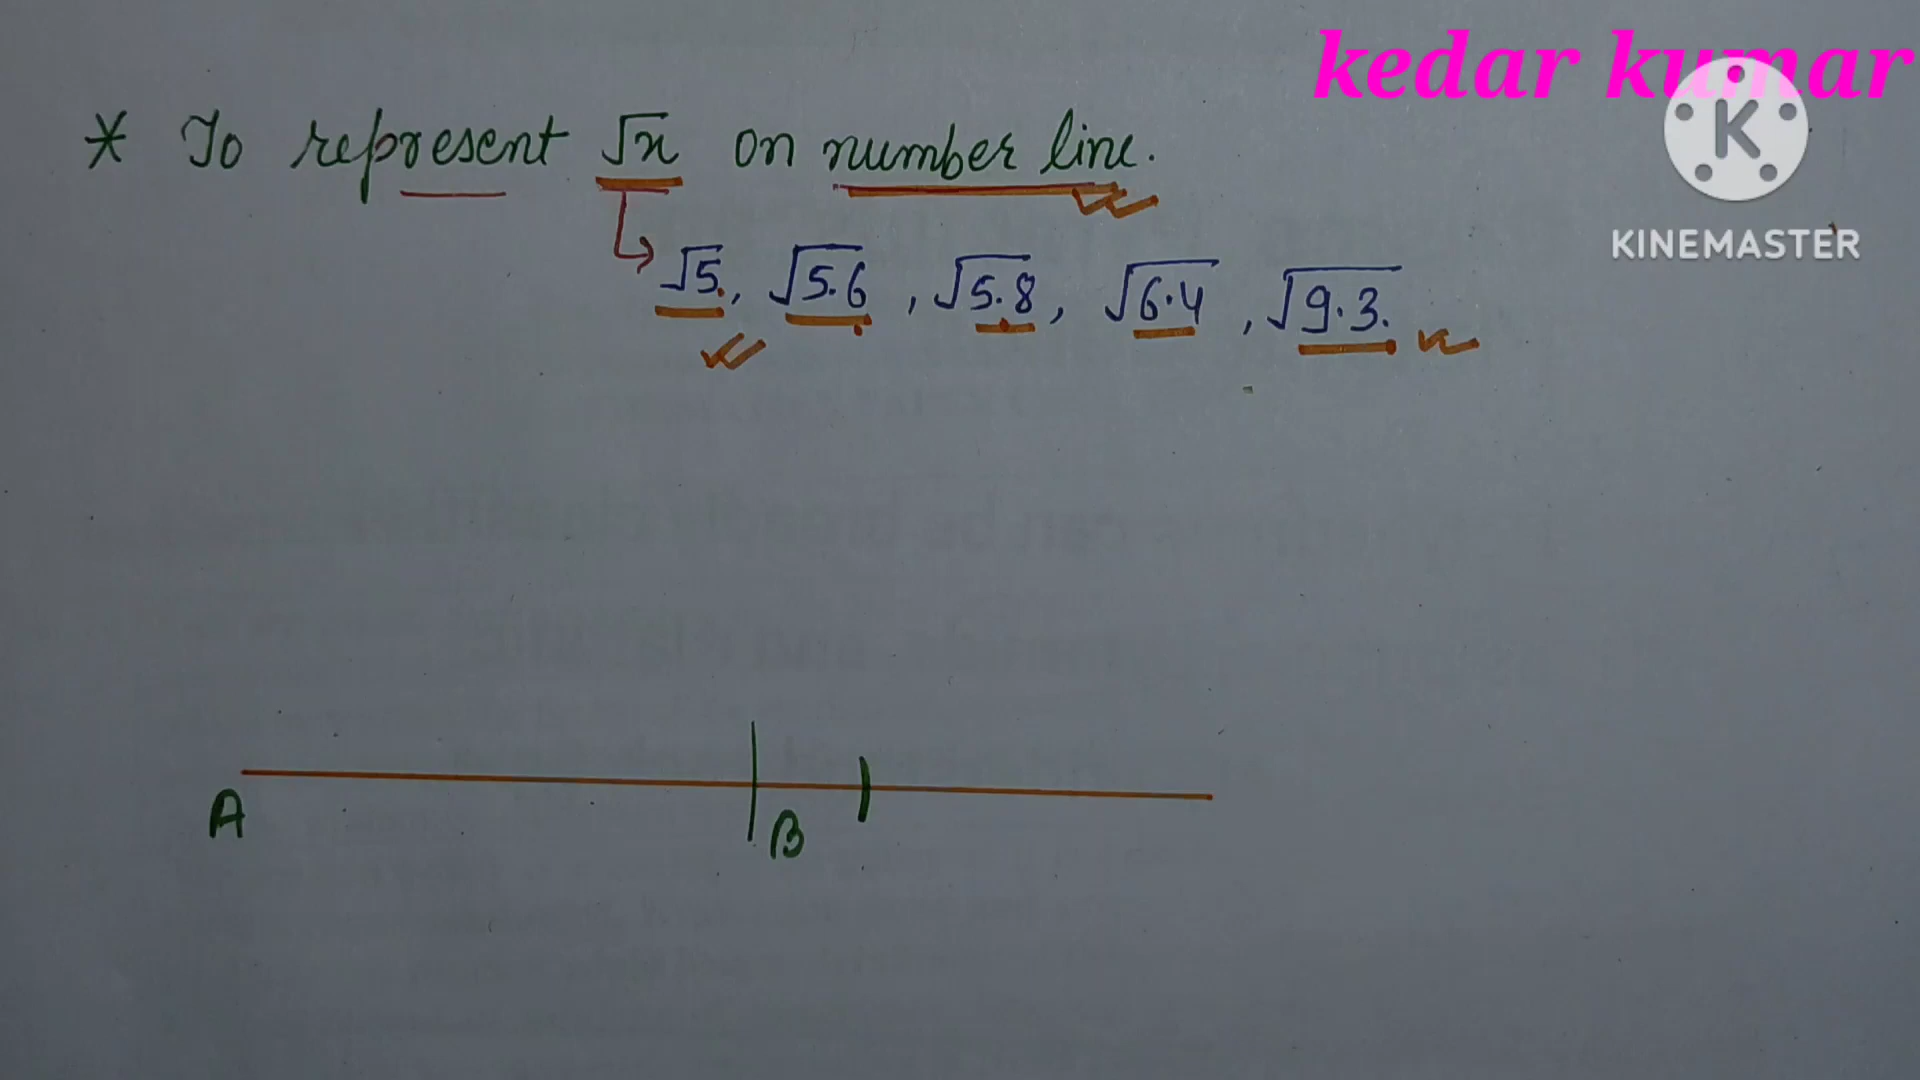 kedar kumar
K
KINEMASTER
* To represent √x on number line.
√5, √5.6, √5.8, √6.4, √9.3.
A B